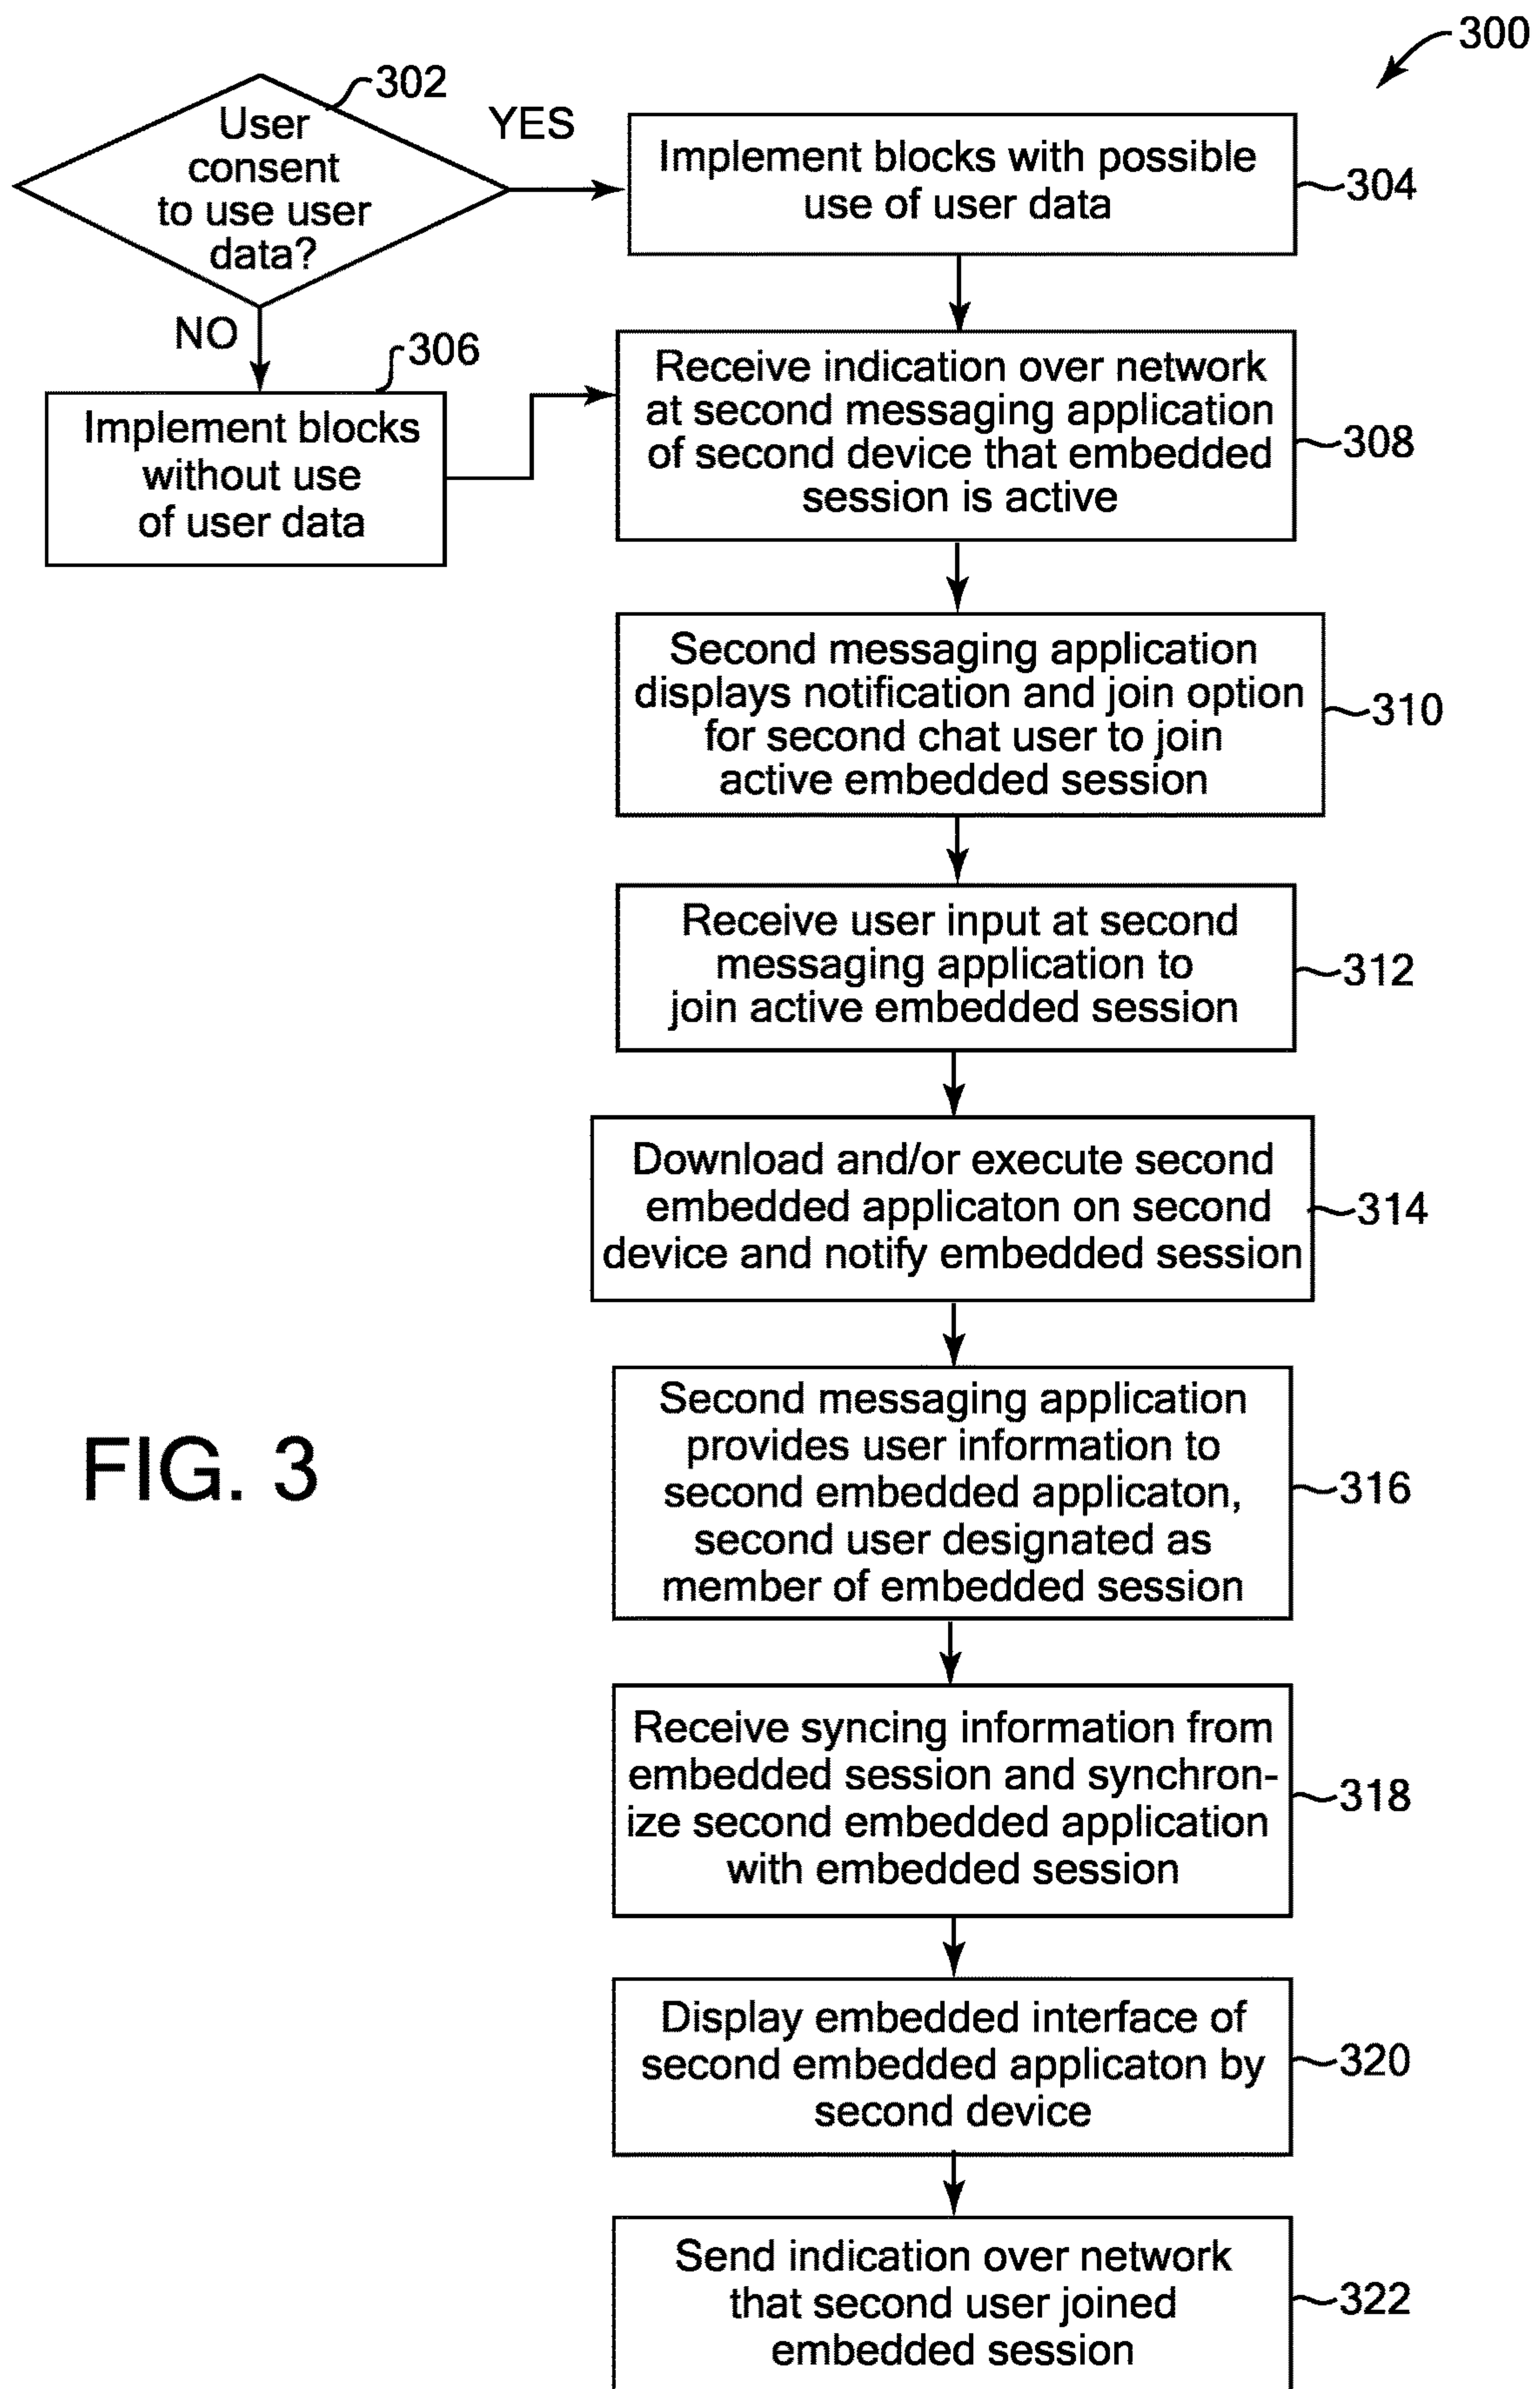 300
302
User
consent
to use user
data?
YES
Implement blocks with possible
use of user data
304
NO
306
Implement blocks
without use
of user data
Receive indication over network
at second messaging application
of second device that embedded
session is active
308
Second messaging application
displays notification and join option
for second chat user to join
active embedded session
310
Receive user input at second
messaging application to
join active embedded session
312
Download and/or execute second
embedded applicaton on second
device and notify embedded session
314
Second messaging application
provides user information to
second embedded applicaton,
second user designated as
member of embedded session
316
FIG. 3
Receive syncing information from
embedded session and synchron-
ize second embedded application
with embedded session
318
Display embedded interface of
second embedded applicaton by
second device
320
Send indication over network
that second user joined
embedded session
322